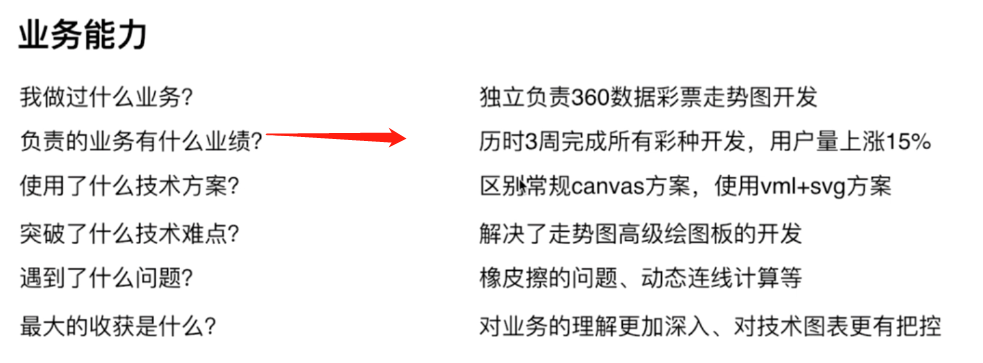 业务能力
我做过什么业务? 独立负责360数据彩票走势图开发
负责的业务有什么业绩? 历时3周完成所有彩种开发，用户量上涨15%
使用了什么技术方案? 区别常规canvas方案，使用vml+svg方案
突破了什么技术难点? 解决了走势图高级绘图板的开发
遇到了什么问题? 橡皮擦的问题、动态连线计算等
最大的收获是什么? 对业务的理解更加深入、对技术图表更有把控